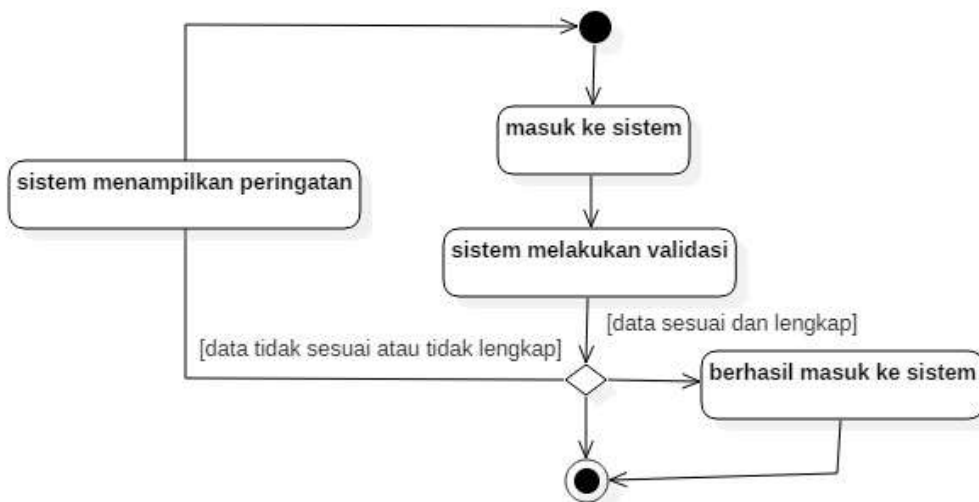 masuk ke sistem
sistem menampilkan peringatan
sistem melakukan validasi
[data sesuai dan lengkap]
[data tidak sesuai atau tidak lengkap]
berhasil masuk ke sistem